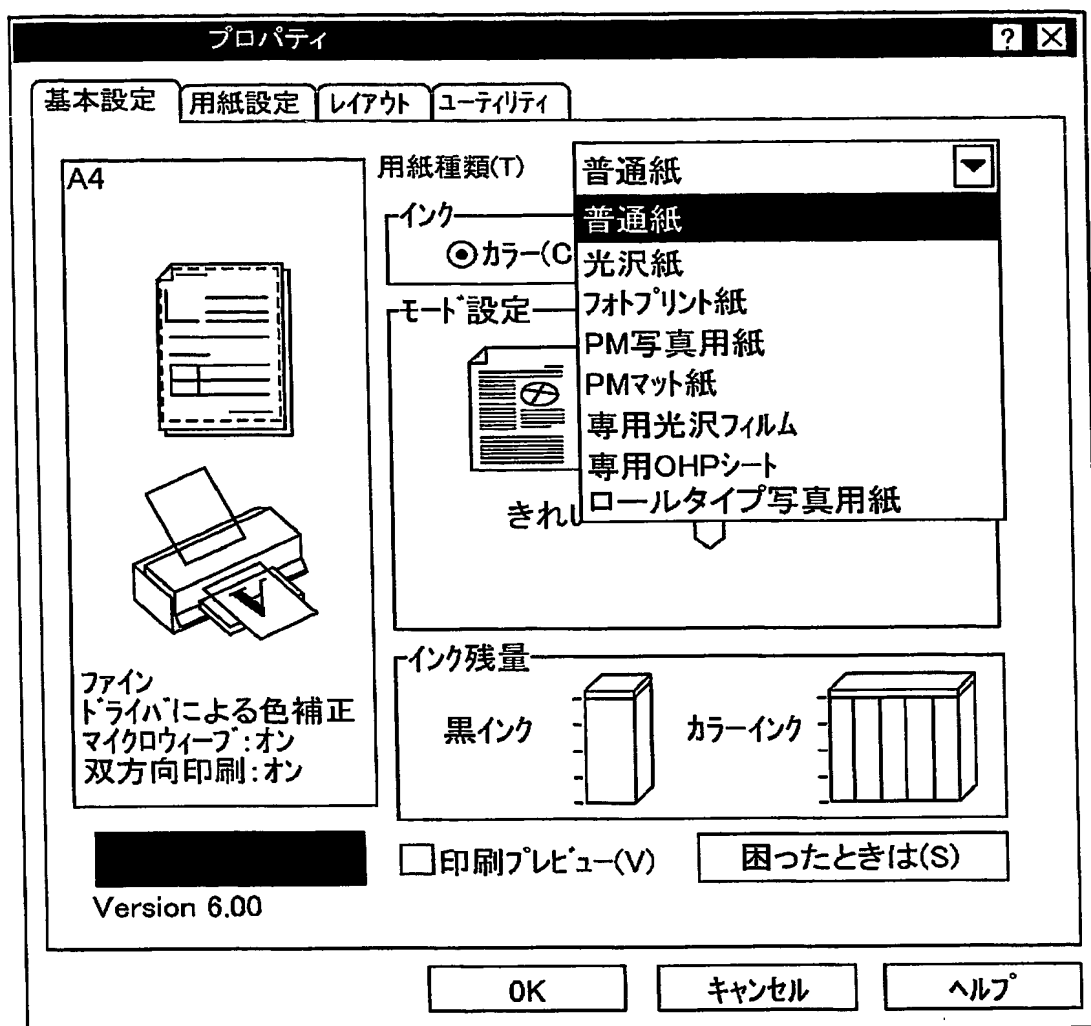 プロパティ
?
基本設定 用紙設定 レイアウト ユーティリティ
A4
用紙種類(T) 普通紙
普通紙
光沢紙
フォトプリント紙
PM写真用紙
PMマット紙
専用光沢フィルム
専用OHPシート
ロールタイプ写真用紙
インク
カラー(C
モード設定
きれい
ファイン
ドライバによる色補正
マイクロウィーブ:オン
双方向印刷:オン
インク残量
黒インク カラーインク
印刷プレビュー(V) 困ったときは(S)
Version 6.00
OK キャンセル ヘルプ